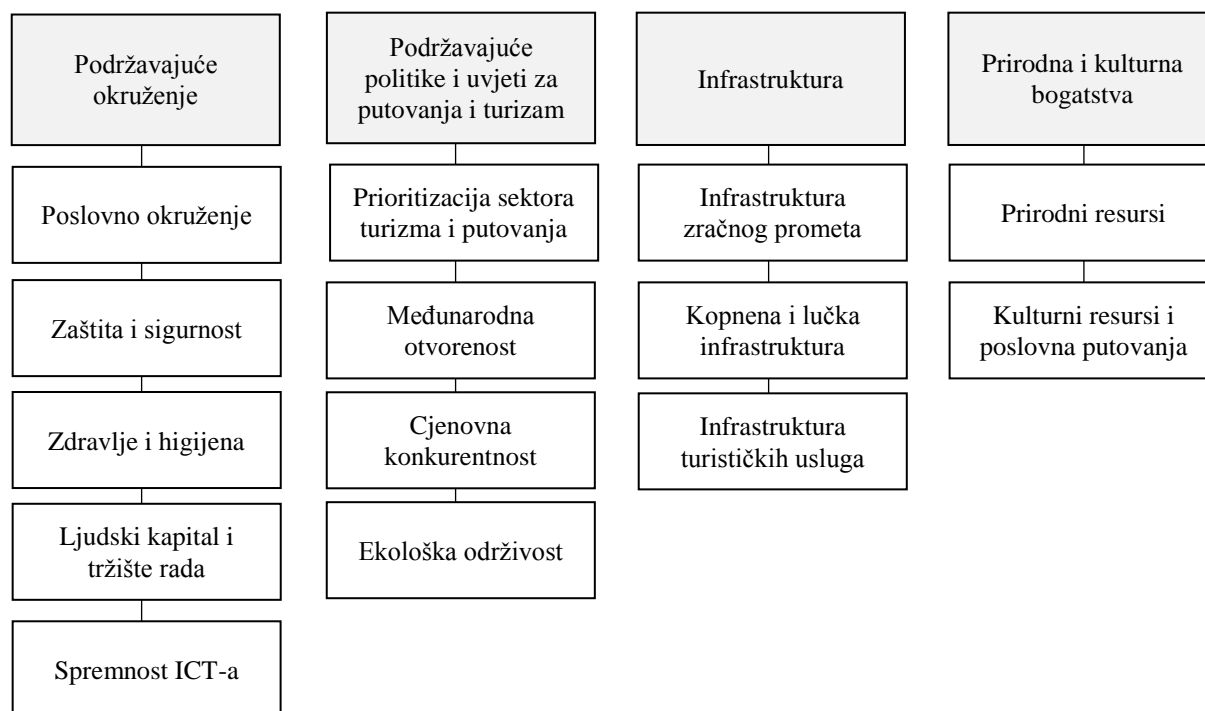 Podržavajuće
okruženje
Poslovno okruženje
Zaštita i sigurnost
Zdravlje i higijena
Ljudski kapital i
tržište rada
Spremnost ICT-a
Podržavajuće
politike i uvjeti za
putovanja i turizam
Prioritizacija sektora
turizma i putovanja
Međunarodna
otvorenost
Cjenovna
konkurentnost
Ekološka održivost
Infrastruktura
Infrastruktura
zračnog prometa
Kopnena i lučka
infrastruktura
Infrastruktura
turističkih usluga
Prirodna i kulturna
bogatstva
Prirodni resursi
Kulturni resursi i
poslovna putovanja